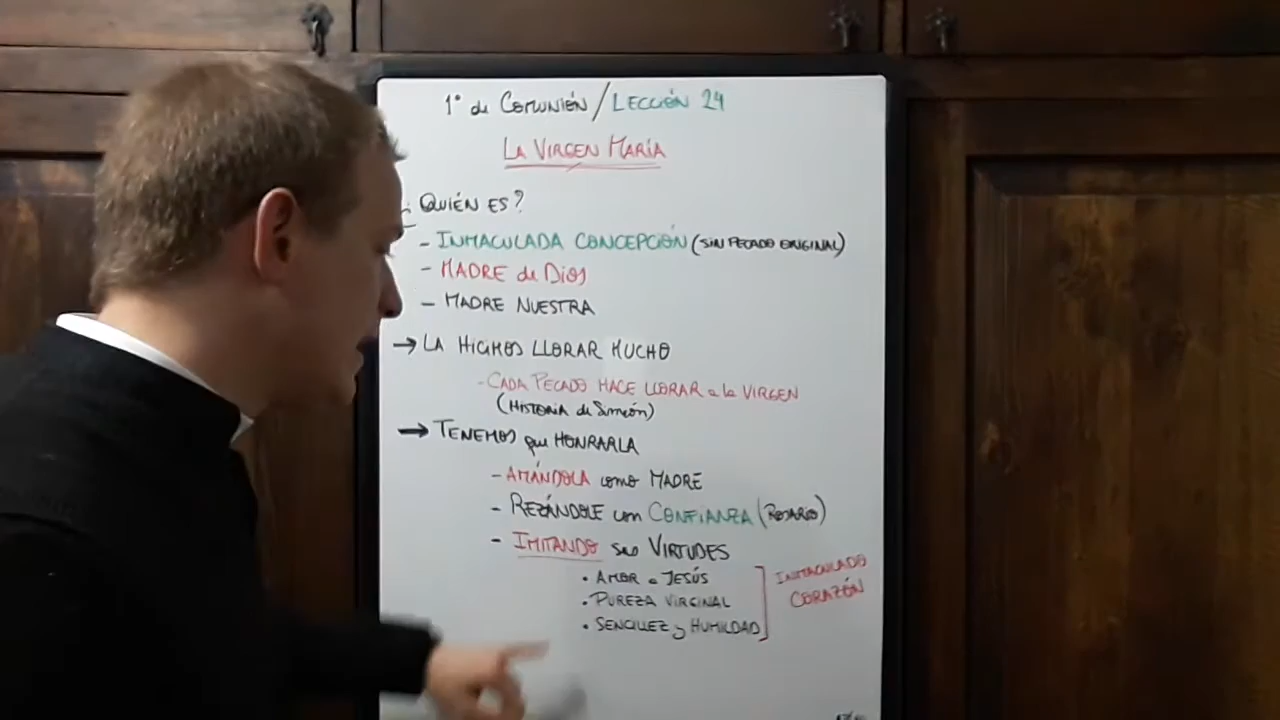 1° de COMUNIÓN / LECCIÓN 24
LA VIRGEN MARÍA
¿QUIÉN ES?
- INMACULADA CONCEPCIÓN (SIN PECADO ORIGINAL)
- MADRE de DIOS
- MADRE NUESTRA
→ LA HICIMOS LLORAR MUCHO
- CADA PECADO HACE LLORAR a la VIRGEN
(HISTORIA de Simeón)
→ TENEMOS que HONRARLA
- AMÁNDOLA como MADRE
- REZÁNDOLE con CONFIANZA (ROSARIO)
- IMITANDO sus VIRTUDES
• AMOR a JESÚS
• PUREZA VIRGINAL
• SENCILLEZ y HUMILDAD
INMACULADO
CORAZÓN